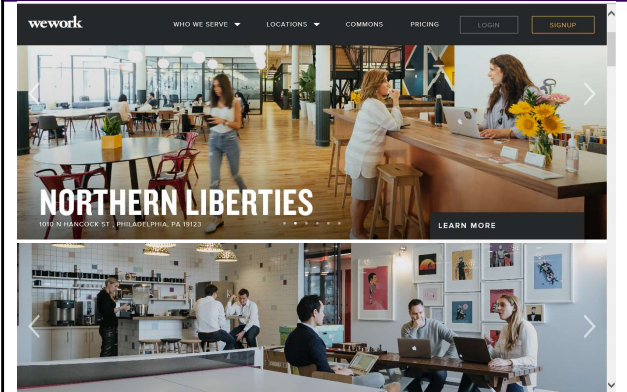 wework
WHO WE SERVE
LOCATIONS
COMMONS
PRICING
LOGIN
SIGNUP
NORTHERN LIBERTIES
1010 N HANCOCK ST , PHILADELPHIA, PA 19123
LEARN MORE